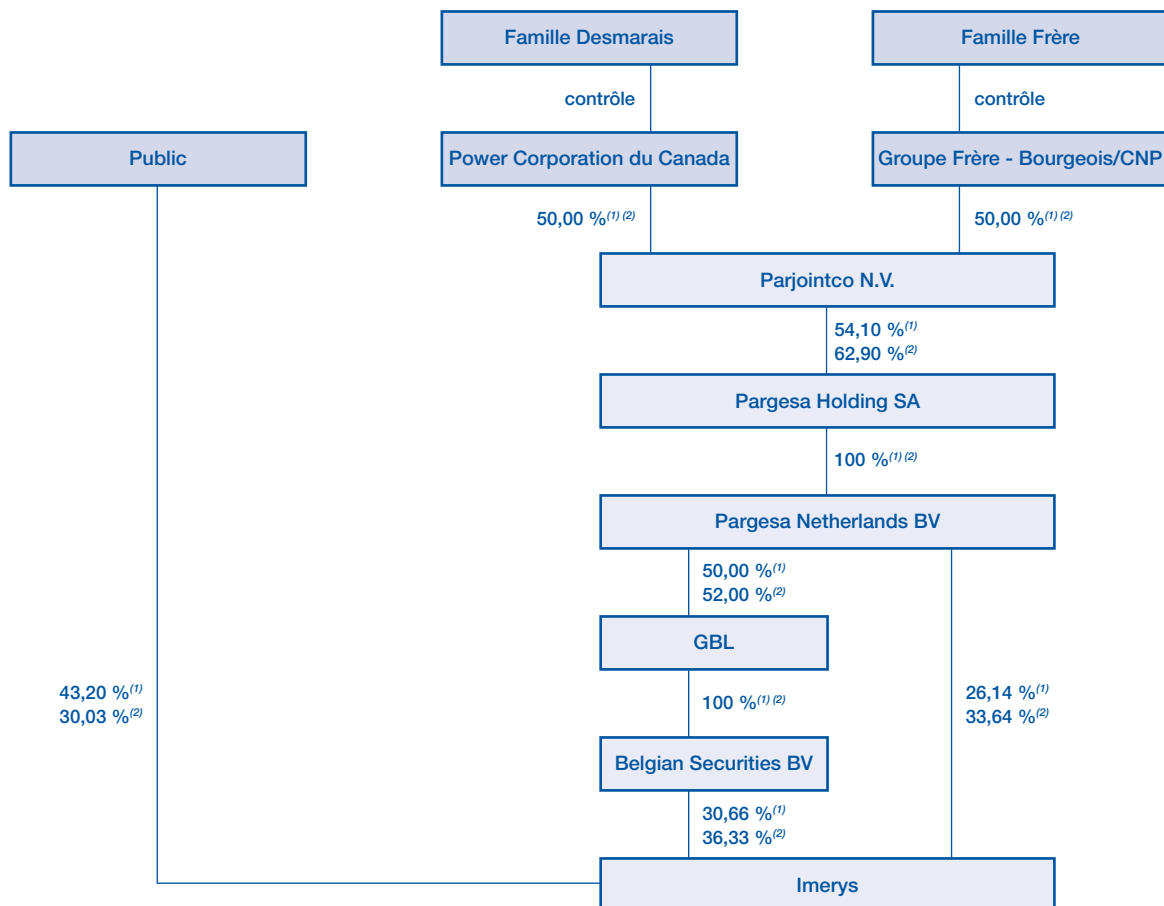 Famille Desmarais
Famille Frère
contrôle
contrôle
Public
Power Corporation du Canada
Groupe Frère - Bourgeois/CNP
50,00 %(1) (2)
50,00 %(1) (2)
Parjointco N.V.
54,10 %(1)
62,90 %(2)
Pargesa Holding SA
100 %(1) (2)
Pargesa Netherlands BV
50,00 %(1)
52,00 %(2)
GBL
43,20 %(1)
30,03 %(2)
100 %(1) (2)
26,14 %(1)
33,64 %(2)
Belgian Securities BV
30,66 %(1)
36,33 %(2)
Imerys